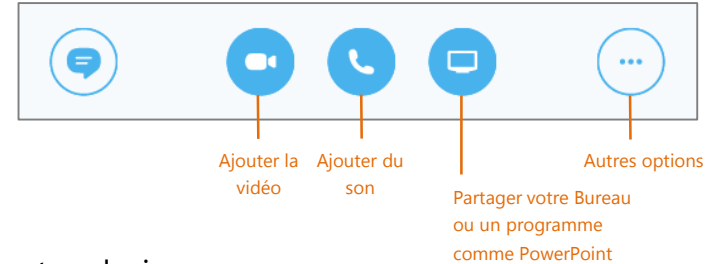 Ajouter la
vidéo
Ajouter du
son
Autres options
Partager votre Bureau
ou un programme
comme PowerPoint